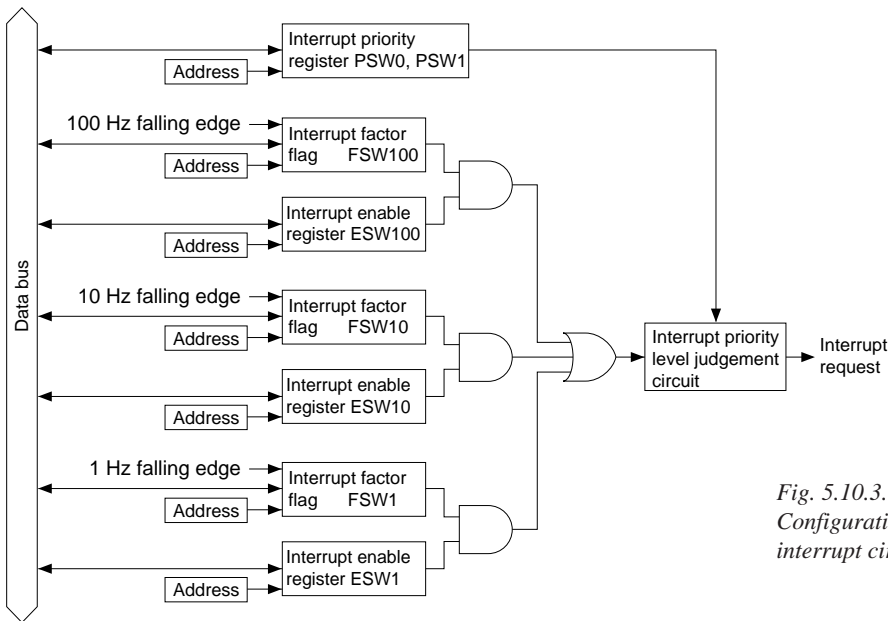 Interrupt priority
register PSW0, PSW1
Address
100 Hz falling edge
Interrupt factor
flag FSW100
Address
Interrupt enable
register ESW100
Address
Data bus
10 Hz falling edge
Interrupt factor
flag FSW10
Address
Interrupt enable
register ESW10
Address
Interrupt priority
level judgement
circuit
Interrupt
request
1 Hz falling edge
Interrupt factor
flag FSW1
Address
Interrupt enable
register ESW1
Address
Fig. 5.10.3.
Configurati
interrupt cir